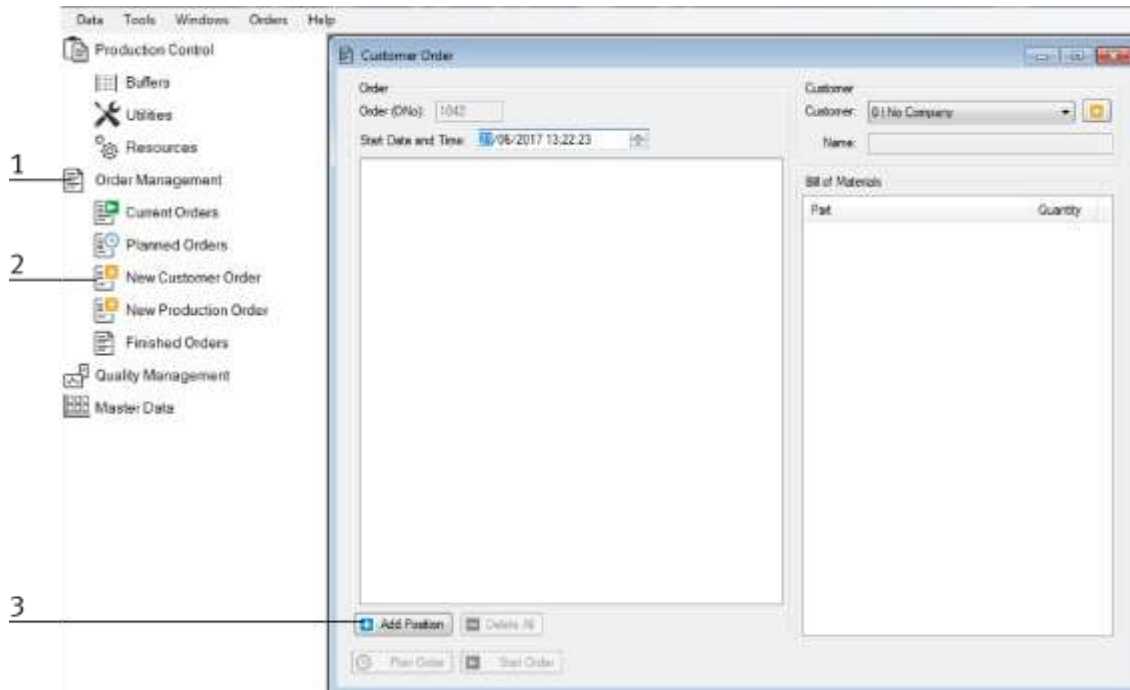 Data Tools Windows Orders Help
Production Control
Buffers
Utilities
Resources
1
Order Management
Current Orders
Planned Orders
2
New Customer Order
New Production Order
Finished Orders
Quality Management
Master Data
Customer Order
Order
Order (ONo): 1042
Start Date and Time: /06/2017 13:22:23
3
Add Position Delete All
Plan Order Start Order
Customer
Customer: 0 | No Company
Name:
Bill of Materials
Part Quantity